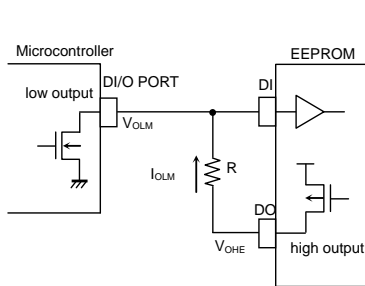 Microcontroller
EEPROM
DI/O PORT
low output
DI
VOLM
IOLM
R
DO
VOHE
high output